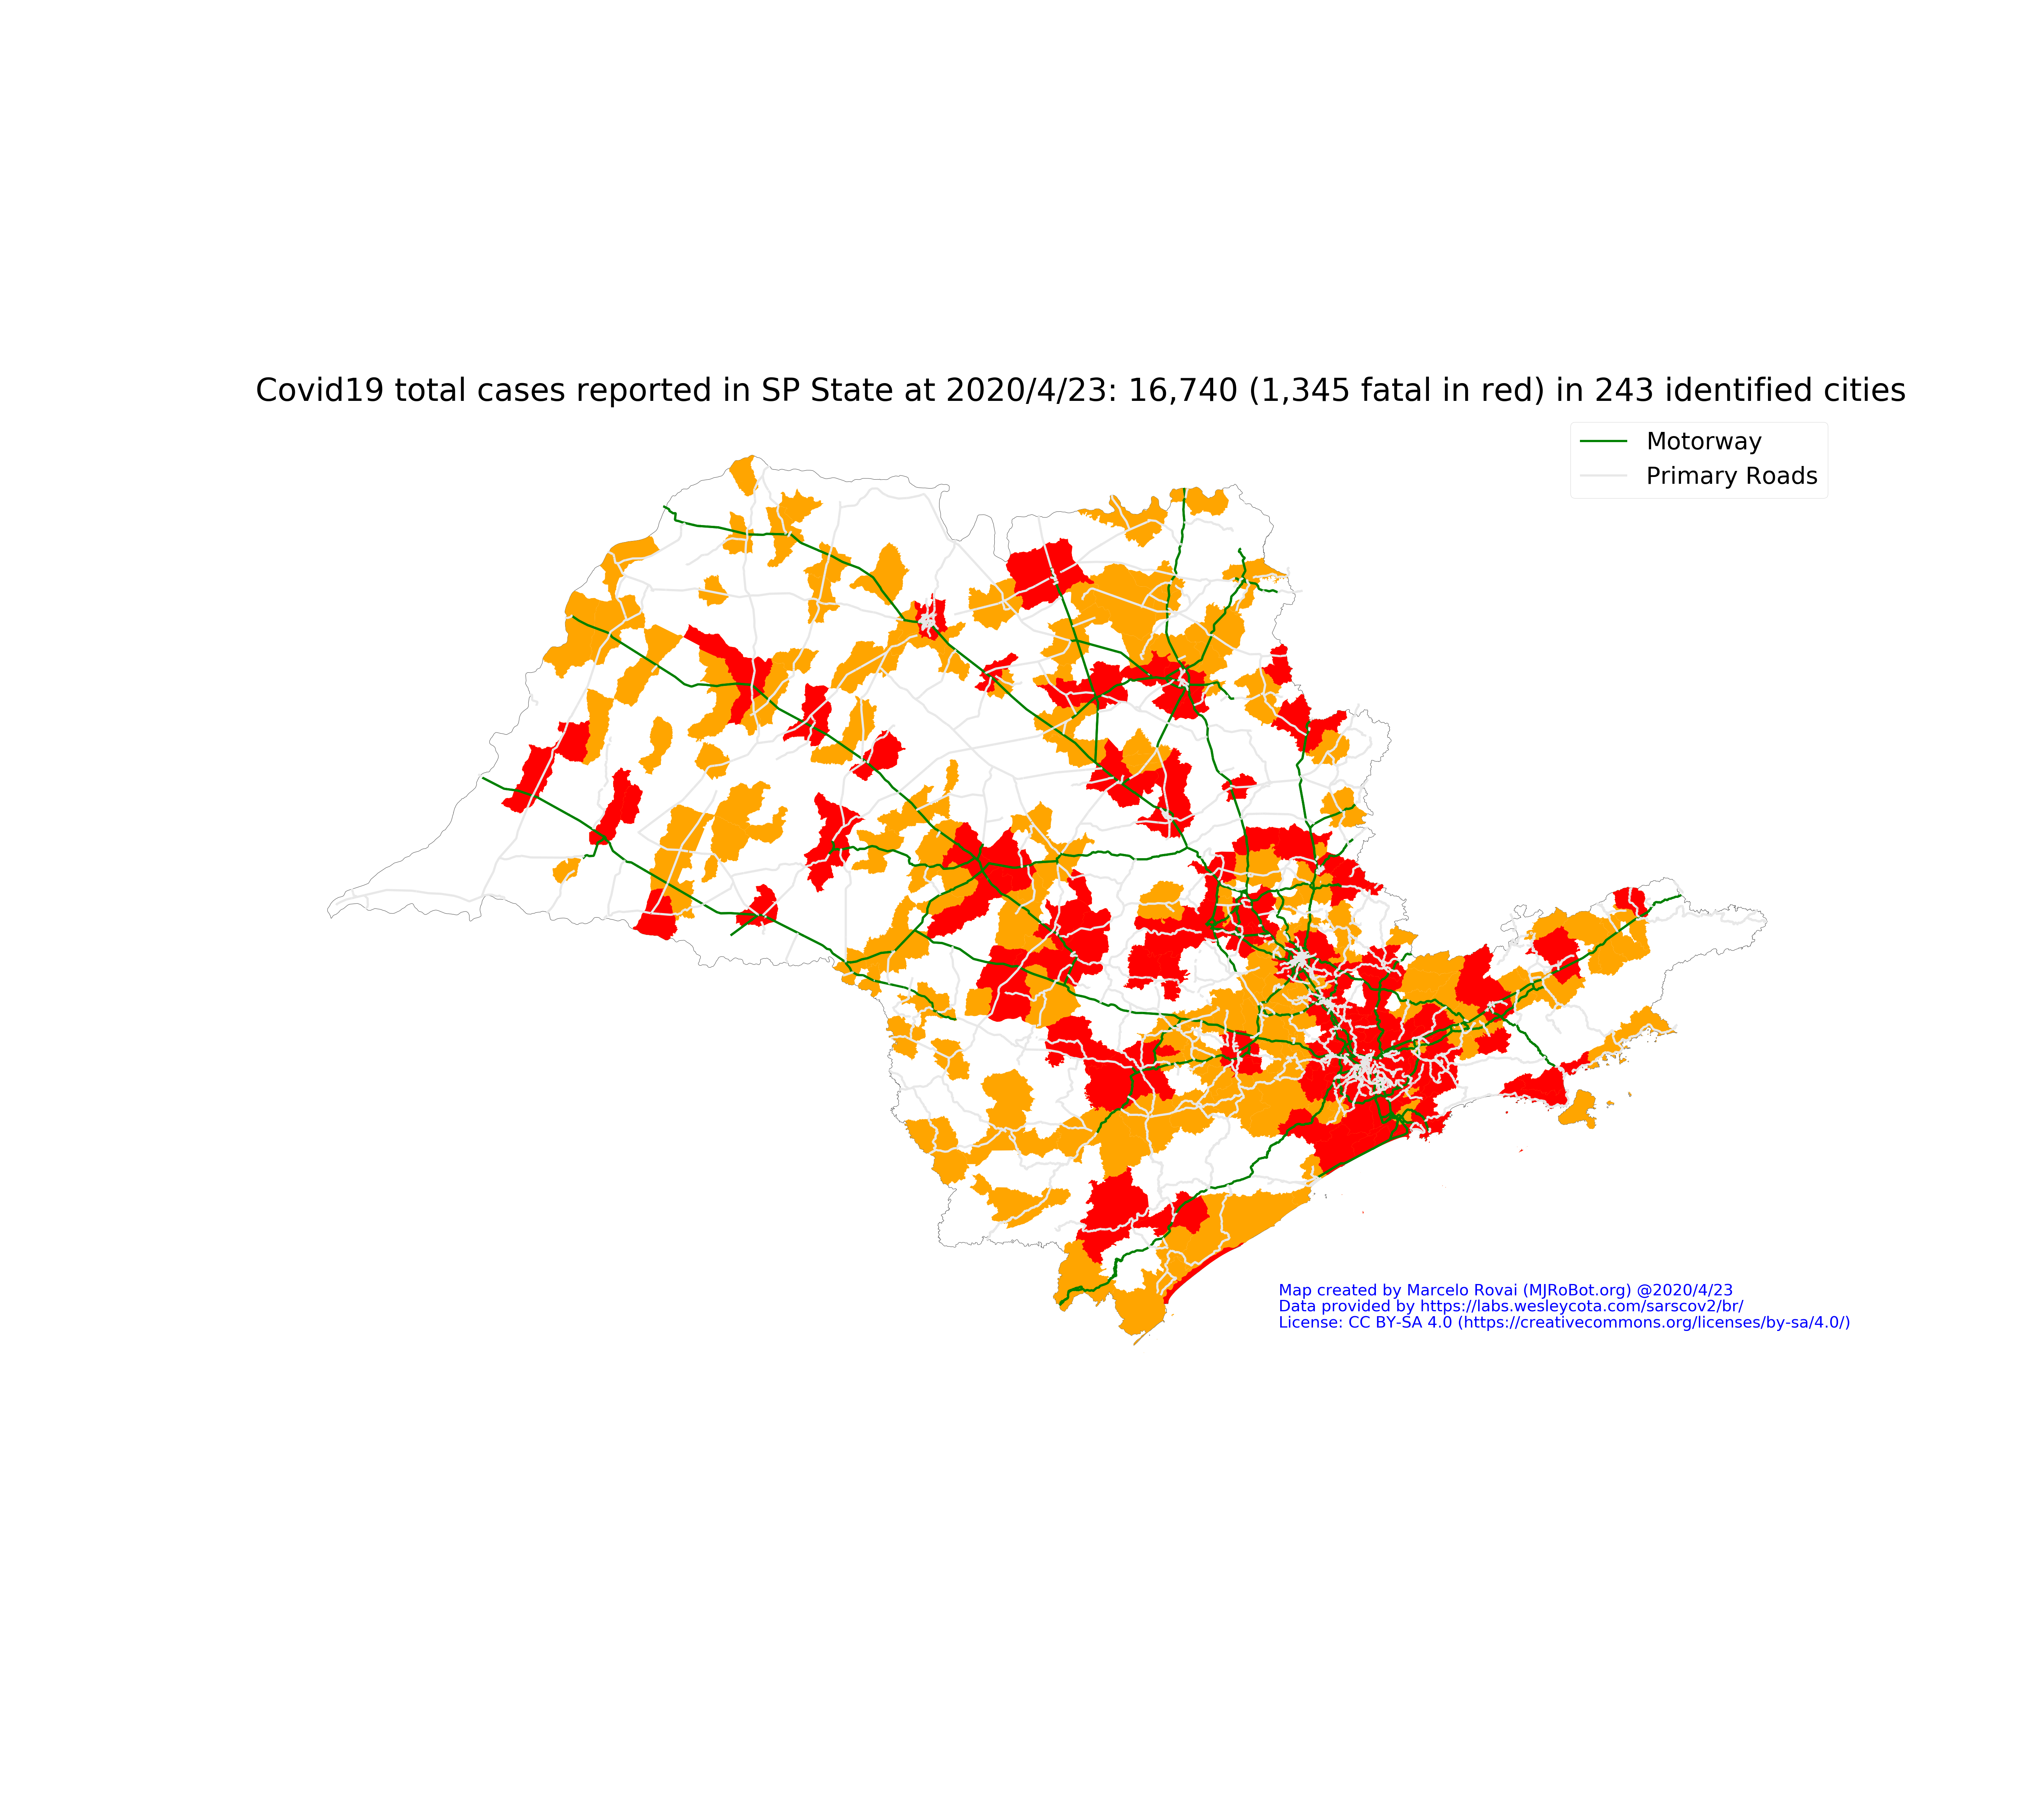 Covid19 total cases reported in SP State at 2020/4/23: 16,740 (1,345 fatal in red) in 243 identified cities
Motorway
Primary Roads
Map created by Marcelo Rovai (MJRoBot.org) @2020/4/23
Data provided by https://labs.wesleycota.com/sarscov2/br/
License: CC BY-SA 4.0 (https://creativecommons.org/licenses/by-sa/4.0/)